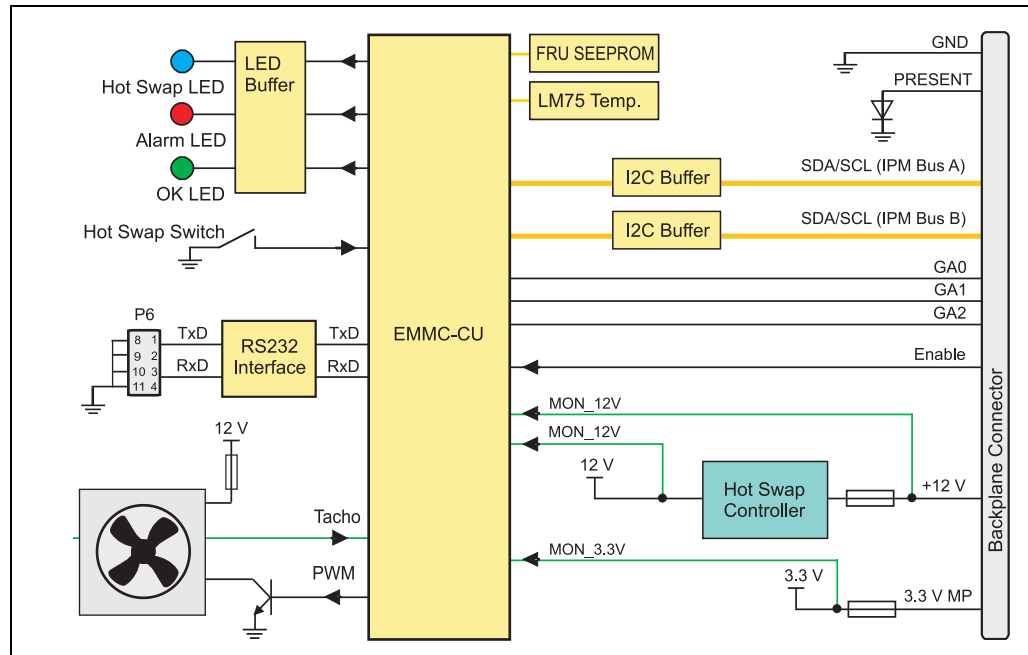 Hot Swap LED
Alarm LED
OK LED
LED
Buffer
Hot Swap Switch
P6
8 1
9 2
10 3
11 4
TxD
RxD
RS232
Interface
TxD
RxD
12 V
Tacho
PWM
EMMC-CU
FRU SEEPROM
LM75 Temp.
I2C Buffer
I2C Buffer
GND
PRESENT
SDA/SCL (IPM Bus A)
SDA/SCL (IPM Bus B)
GA0
GA1
GA2
Enable
MON_12V
MON_12V
12 V
Hot Swap
Controller
+12 V
MON_3.3V
3.3 V
3.3 V MP
Backplane Connector